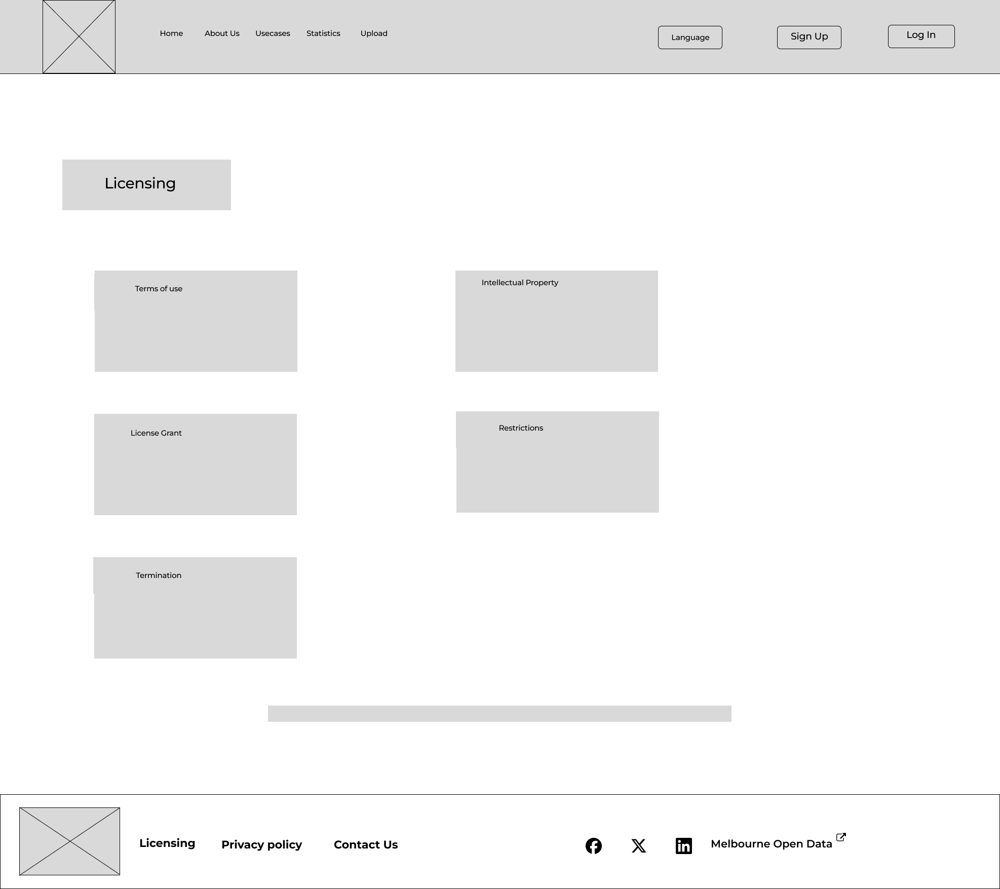 Home
About Us
Usecases
Statistics
Upload
Language
Sign Up
Log In
Licensing
Terms of use
Intellectual Property
License Grant
Restrictions
Termination
Licensing
Privacy policy
Contact Us
Melbourne Open Data